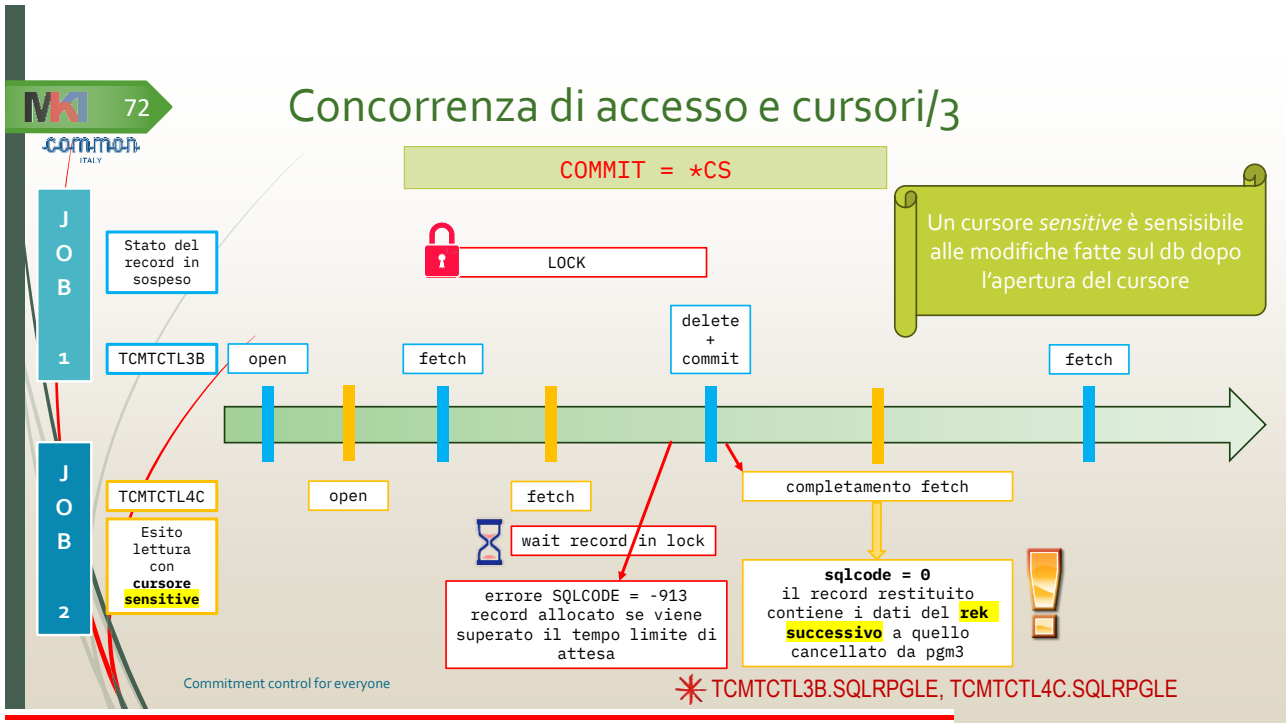 MK1
72
common
ITALY
Concorrenza di accesso e cursori/3
COMMIT = *CS
Un cursore sensitive è sensisibile
alle modifiche fatte sul db dopo
l'apertura del cursore
J
O
B
1
Stato del
record in
sospeso
LOCK
TCMTCTL3B
open
fetch
delete
+
commit
fetch
J
O
B
2
TCMTCTL4C
open
fetch
completamento fetch
Esito
lettura
con
cursore
sensitive
wait record in lock
errore SQLCODE = -913
record allocato se viene
superato il tempo limite di
attesa
sqlcode = 0
il record restituito
contiene i dati del rek
successivo a quello
cancellato da pgm3
Commitment control for everyone
TCMTCTL3B.SQLRPGLE, TCMTCTL4C.SQLRPGLE